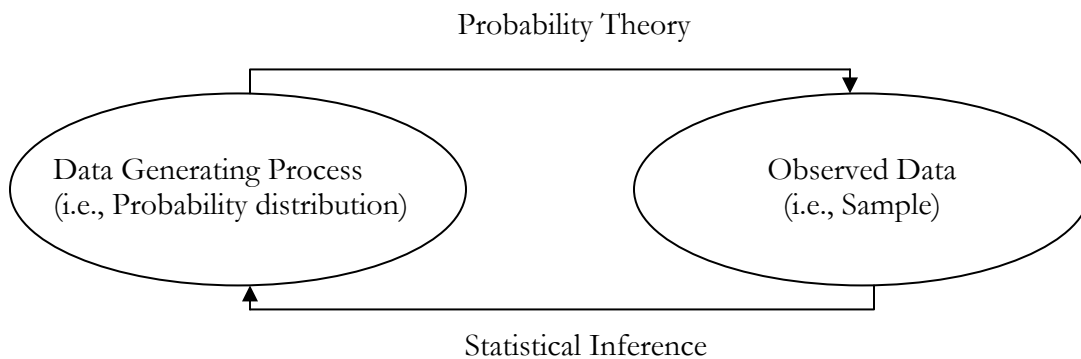 Probability Theory
Data Generating Process
(i.e., Probability distribution)
Observed Data
(i.e., Sample)
Statistical Inference